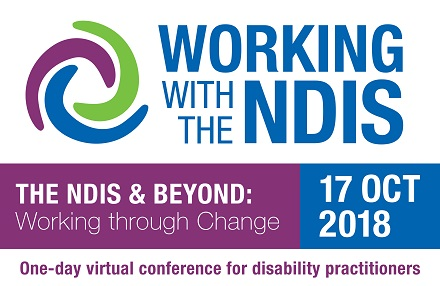 WORKING
WITH THE NDIS
THE NDIS & BEYOND:
Working through Change
17 OCT
2018
One-day virtual conference for disability practitioners